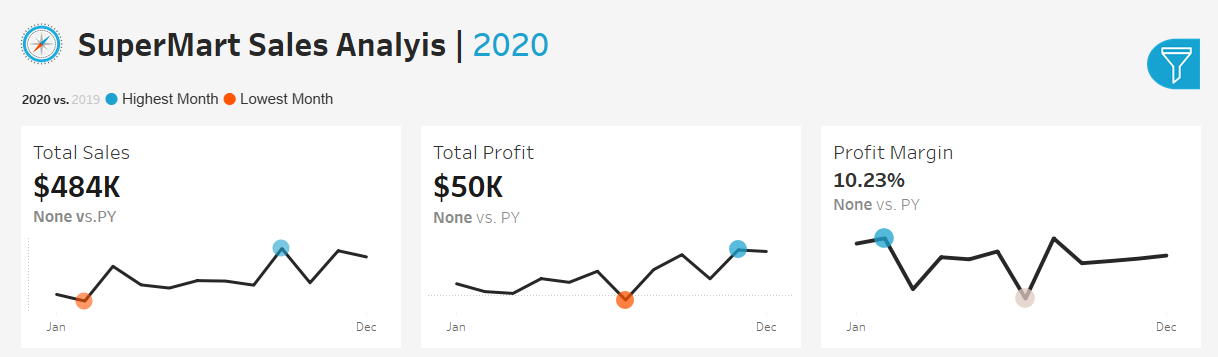 SuperMart Sales Analyis | 2020
2020 vs. 2019 Highest Month Lowest Month
Total Sales
$484K
None vs.PY
Jan Dec
Total Profit
$50K
None vs. PY
Jan Dec
Profit Margin
10.23%
None vs. PY
Jan Dec